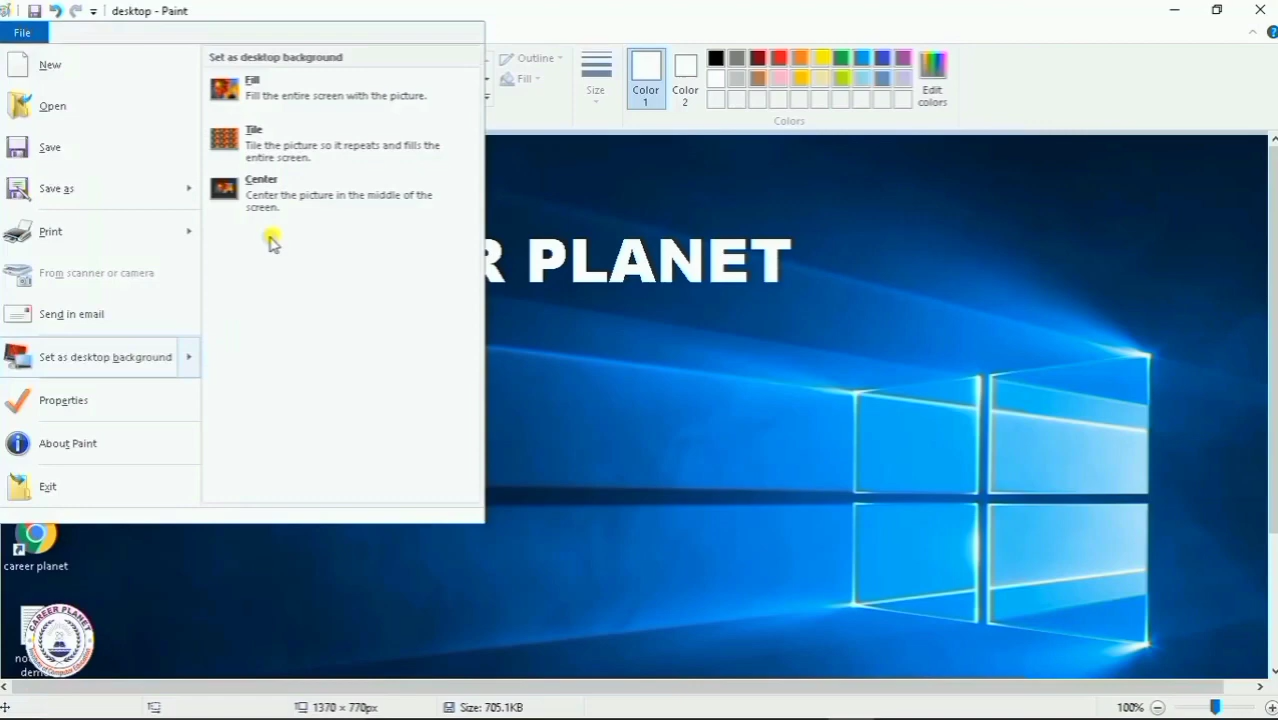 desktop - Paint
File
New
Open
Save
Save as
Print
From scanner or camera
Send in email
Set as desktop background
Properties
About Paint
Exit
Set as desktop background
Fill
Fill the entire screen with the picture.
Tile
Tile the picture so it repeats and fills the
entire screen.
Center
Center the picture in the middle of the
screen.
Outline
Fill
Size
Color
1
Color
2
Edit
colors
Colors
PLANET
career planet
CAREER PLANET
1370 × 770px
Size: 705.1KB
100%